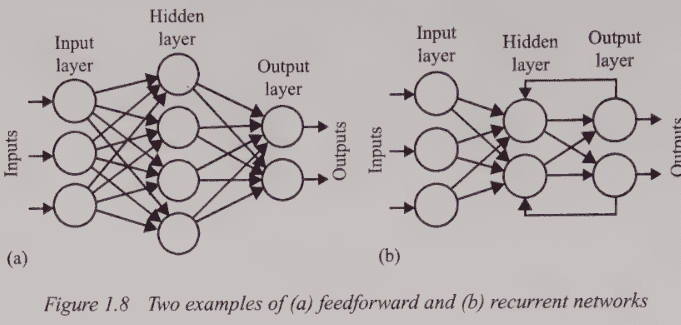 Input
layer
Hidden
layer
Output
layer
Inputs
Outputs
(a)
Input
layer
Hidden
layer
Output
layer
Inputs
Outputs
(b)
Figure 1.8 Two examples of (a) feedforward and (b) recurrent networks